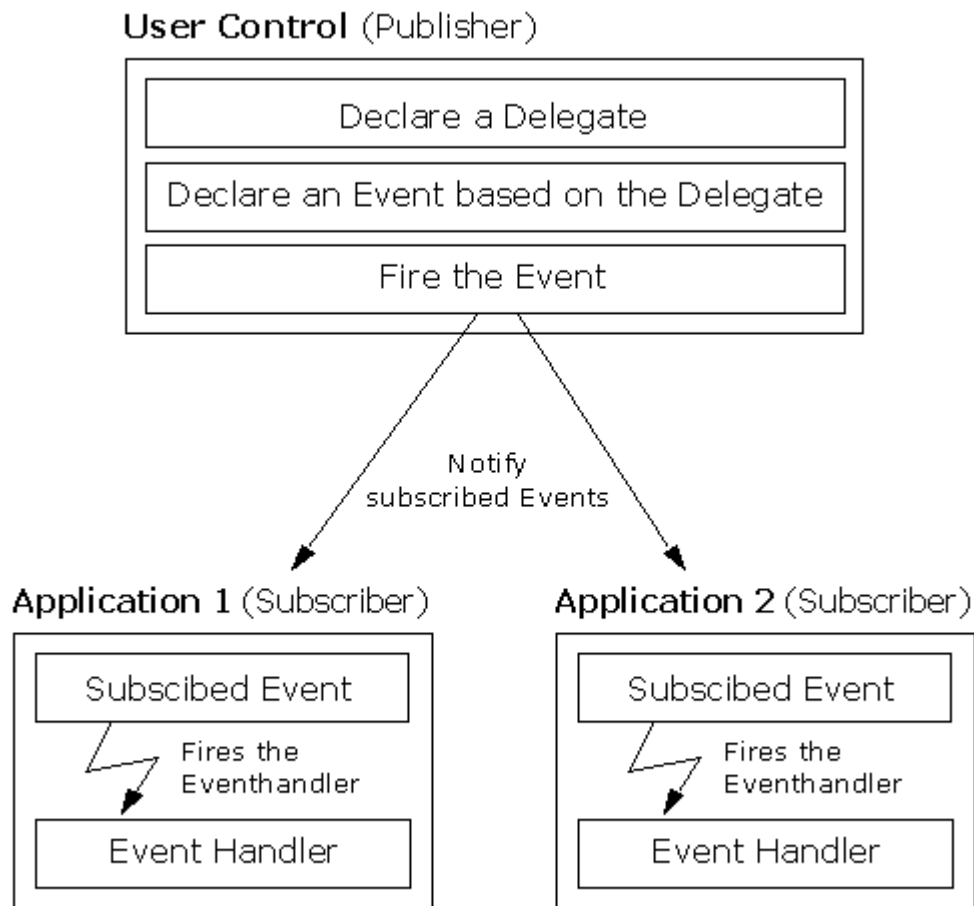 User Control (Publisher)
Declare a Delegate
Declare an Event based on the Delegate
Fire the Event
Notify
subscribed Events
Application 1 (Subscriber)
Subscibed Event
Fires the
Eventhandler
Event Handler
Application 2 (Subscriber)
Subscibed Event
Fires the
Eventhandler
Event Handler